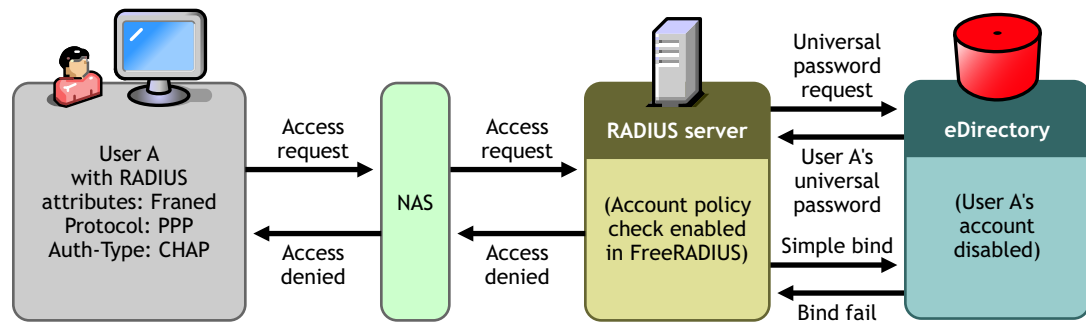 User A
with RADIUS
attributes: Franed
Protocol: PPP
Auth-Type: CHAP
Access
request
Access
denied
NAS
Access
request
Access
denied
RADIUS server
(Account policy
check enabled
in FreeRADIUS)
Universal
password
request
User A's
universal
password
Simple bind
Bind fail
eDirectory
(User A's
account
disabled)